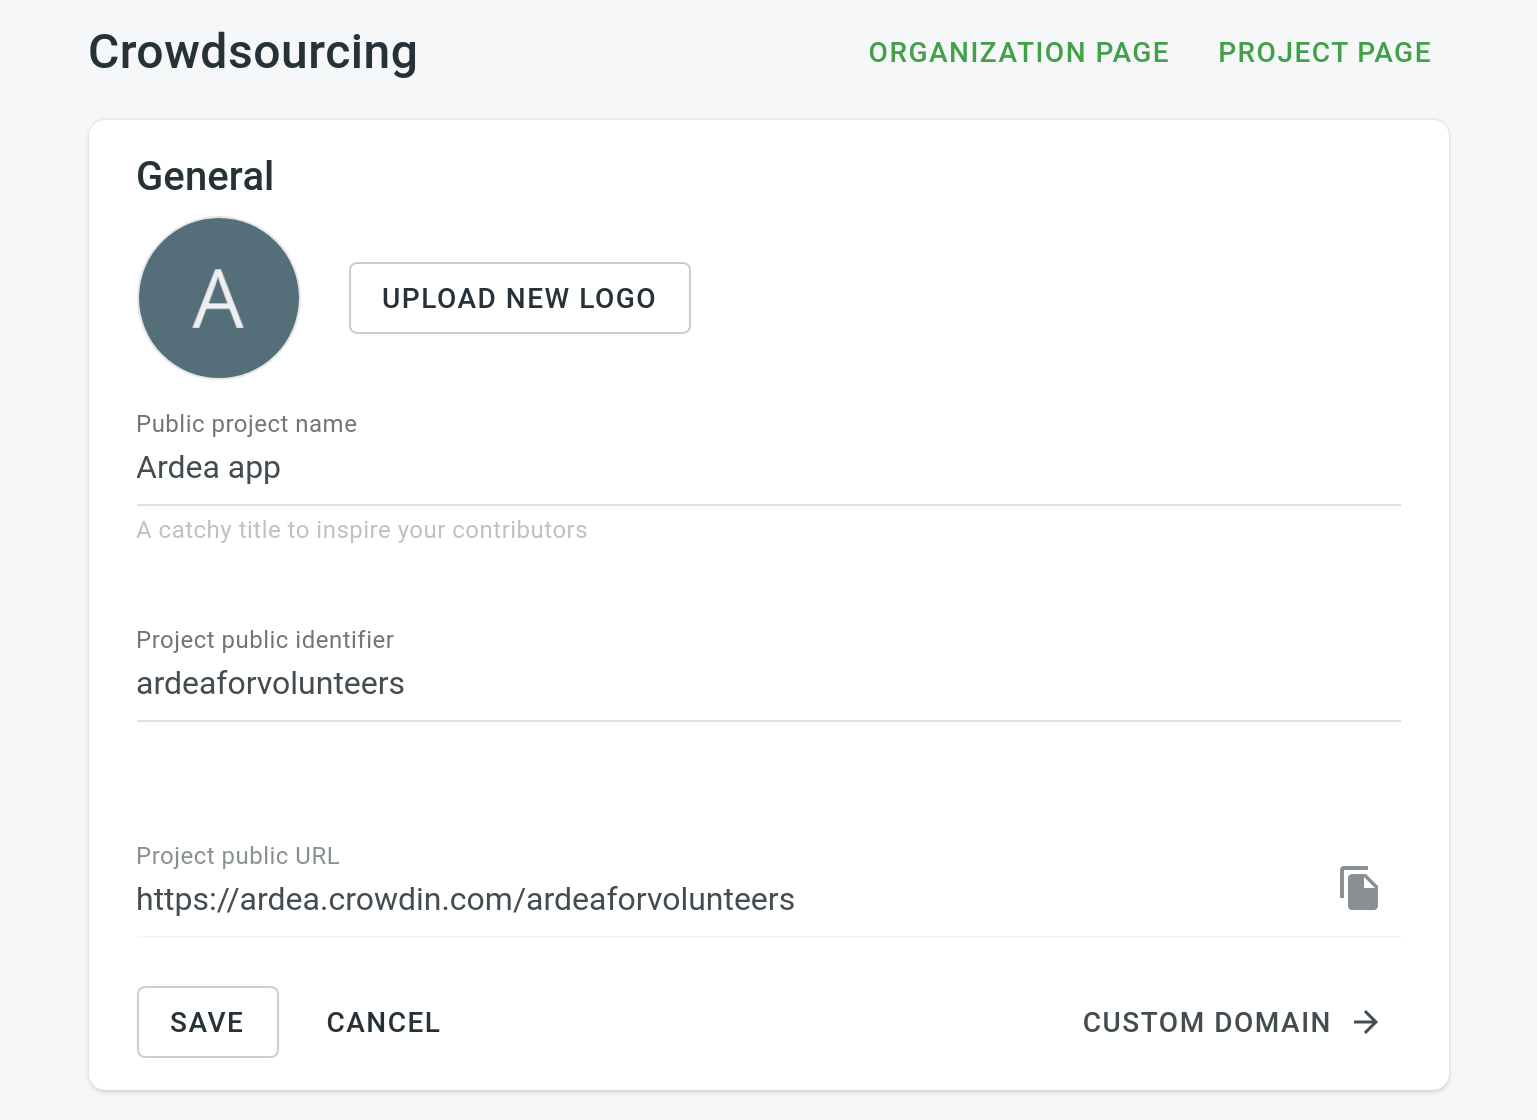 Crowdsourcing
ORGANIZATION PAGE
PROJECT PAGE
General
A
UPLOAD NEW LOGO
Public project name
Ardea app
A catchy title to inspire your contributors
Project public identifier
ardeaforvolunteers
Project public URL
https://ardea.crowdin.com/ardeaforvolunteers
SAVE
CANCEL
CUSTOM DOMAIN